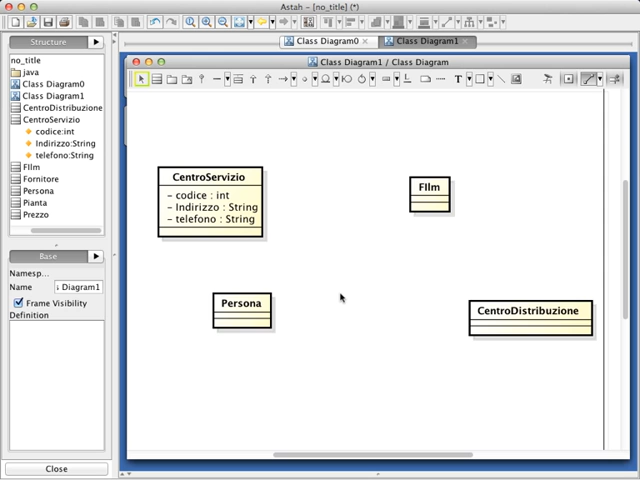 Astah - [no_title] (*)
Structure
Class Diagram0
Class Diagram1
no_title
java
Class Diagram0
Class Diagram1
CentroDistribuzione
CentroServizio
codice:int
Indirizzo:String
telefono:String
FIlm
Fornitore
Persona
Pianta
Prezzo
Base
Namesp...
Name
Diagram1
Frame Visibility
Definition
Close
Class Diagram1 / Class Diagram
T
CentroServizio
- codice : int
- Indirizzo : String
- telefono : String
FIlm
Persona
CentroDistribuzione